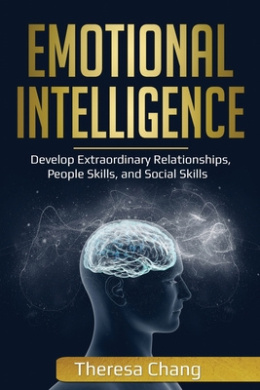 EMOTIONAL
INTELLIGENCE
Develop Extraordinary Relationships,
People Skills, and Social Skills
Theresa Chang